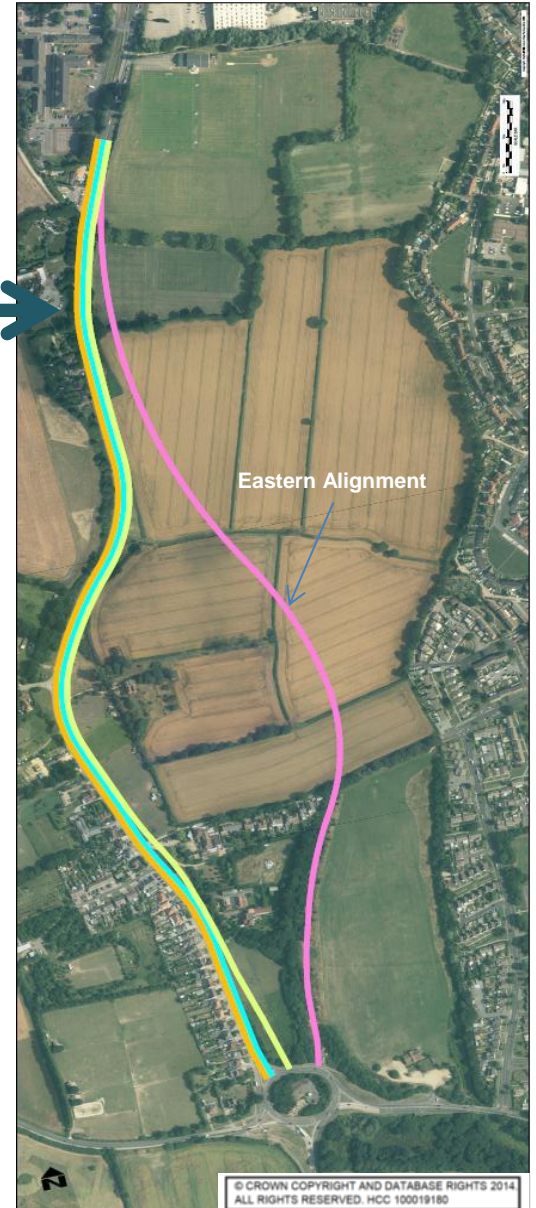 Eastern Alignment
© CROWN COPYRIGHT AND DATABASE RIGHTS 2014.
ALL RIGHTS RESERVED. HCC 100019180